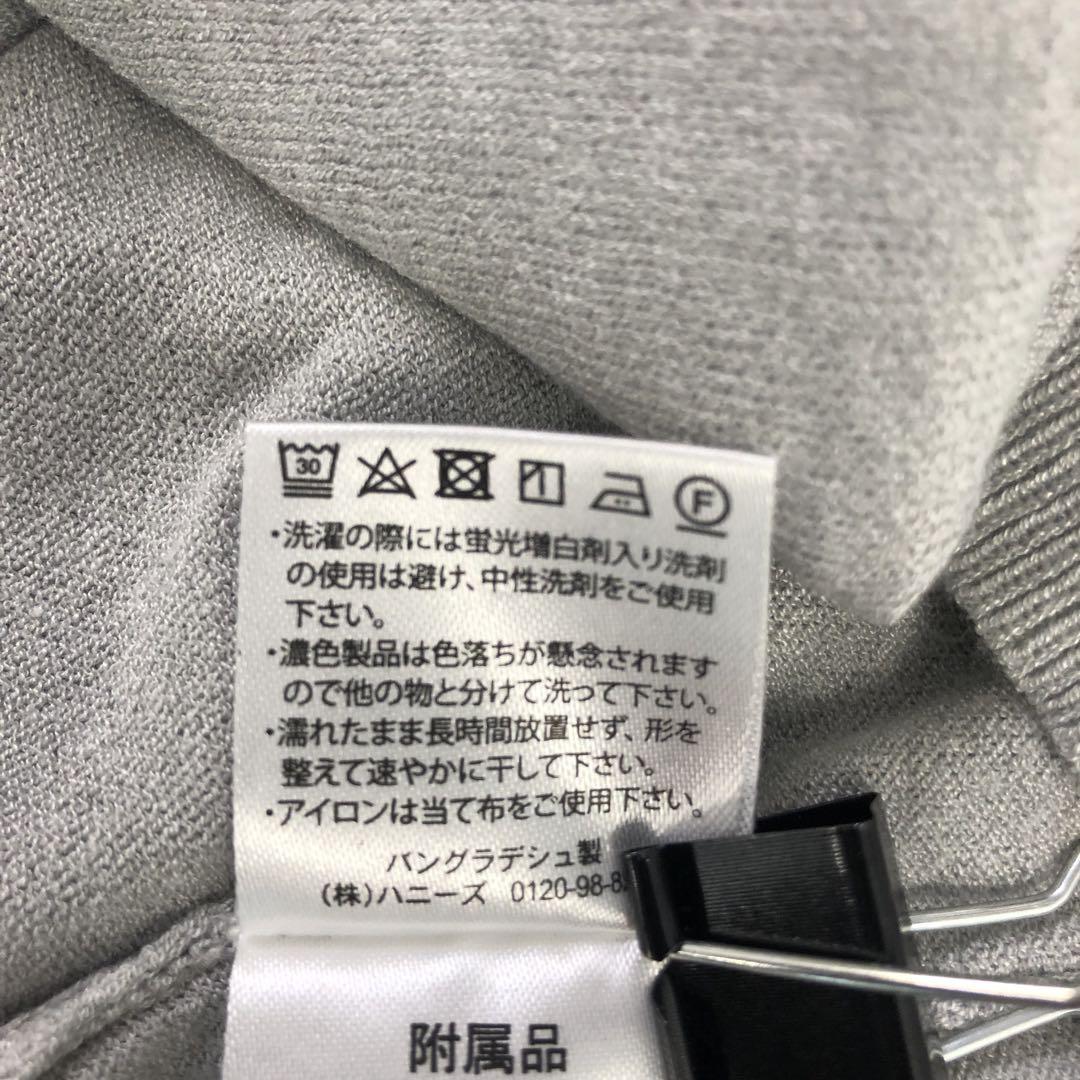 30 F
・洗濯の際には蛍光増白剤入り洗剤
の使用は避け、中性洗剤をご使用
下さい。
・濃色製品は色落ちが懸念されます
ので他の物と分けて洗って下さい。
・濡れたまま長時間放置せず、形を
整えて速やかに干して下さい。
・アイロンは当て布をご使用下さい。
バングラデシュ製
(株)ハニーズ 0120-98-8
附属品